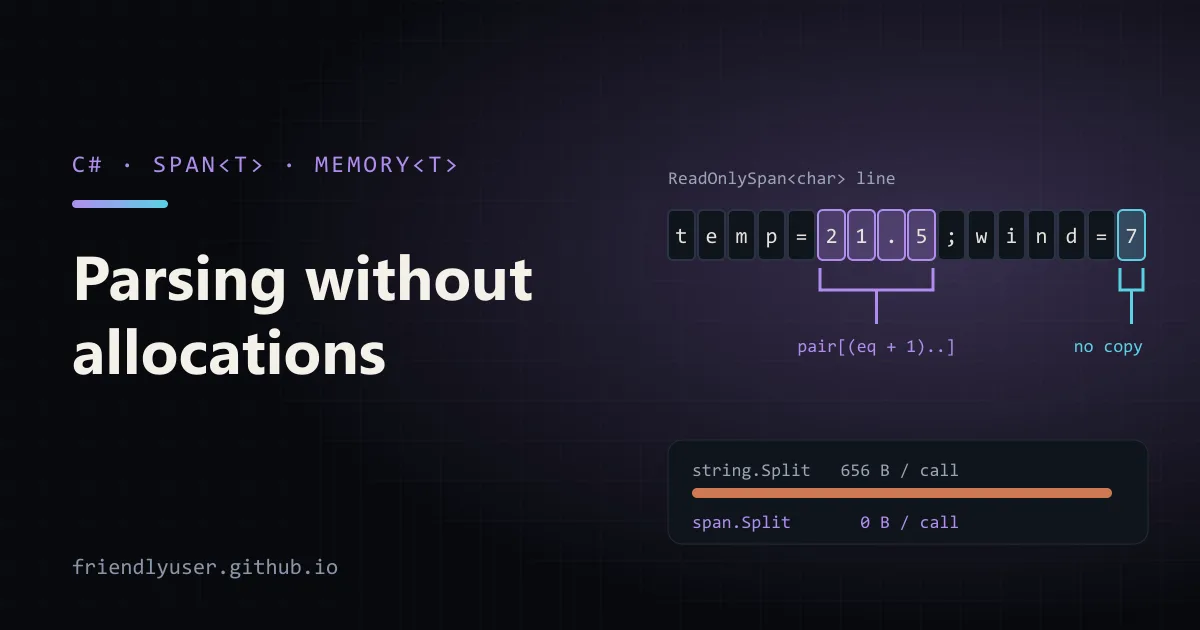 C# · SPAN<T> · MEMORY<T>
Parsing without
allocations
friendlyuser.github.io
ReadOnlySpan<char> line
temp=21.5;wind=7
pair[(eq + 1)..] no copy
string.Split 656 B / call
span.Split 0 B / call